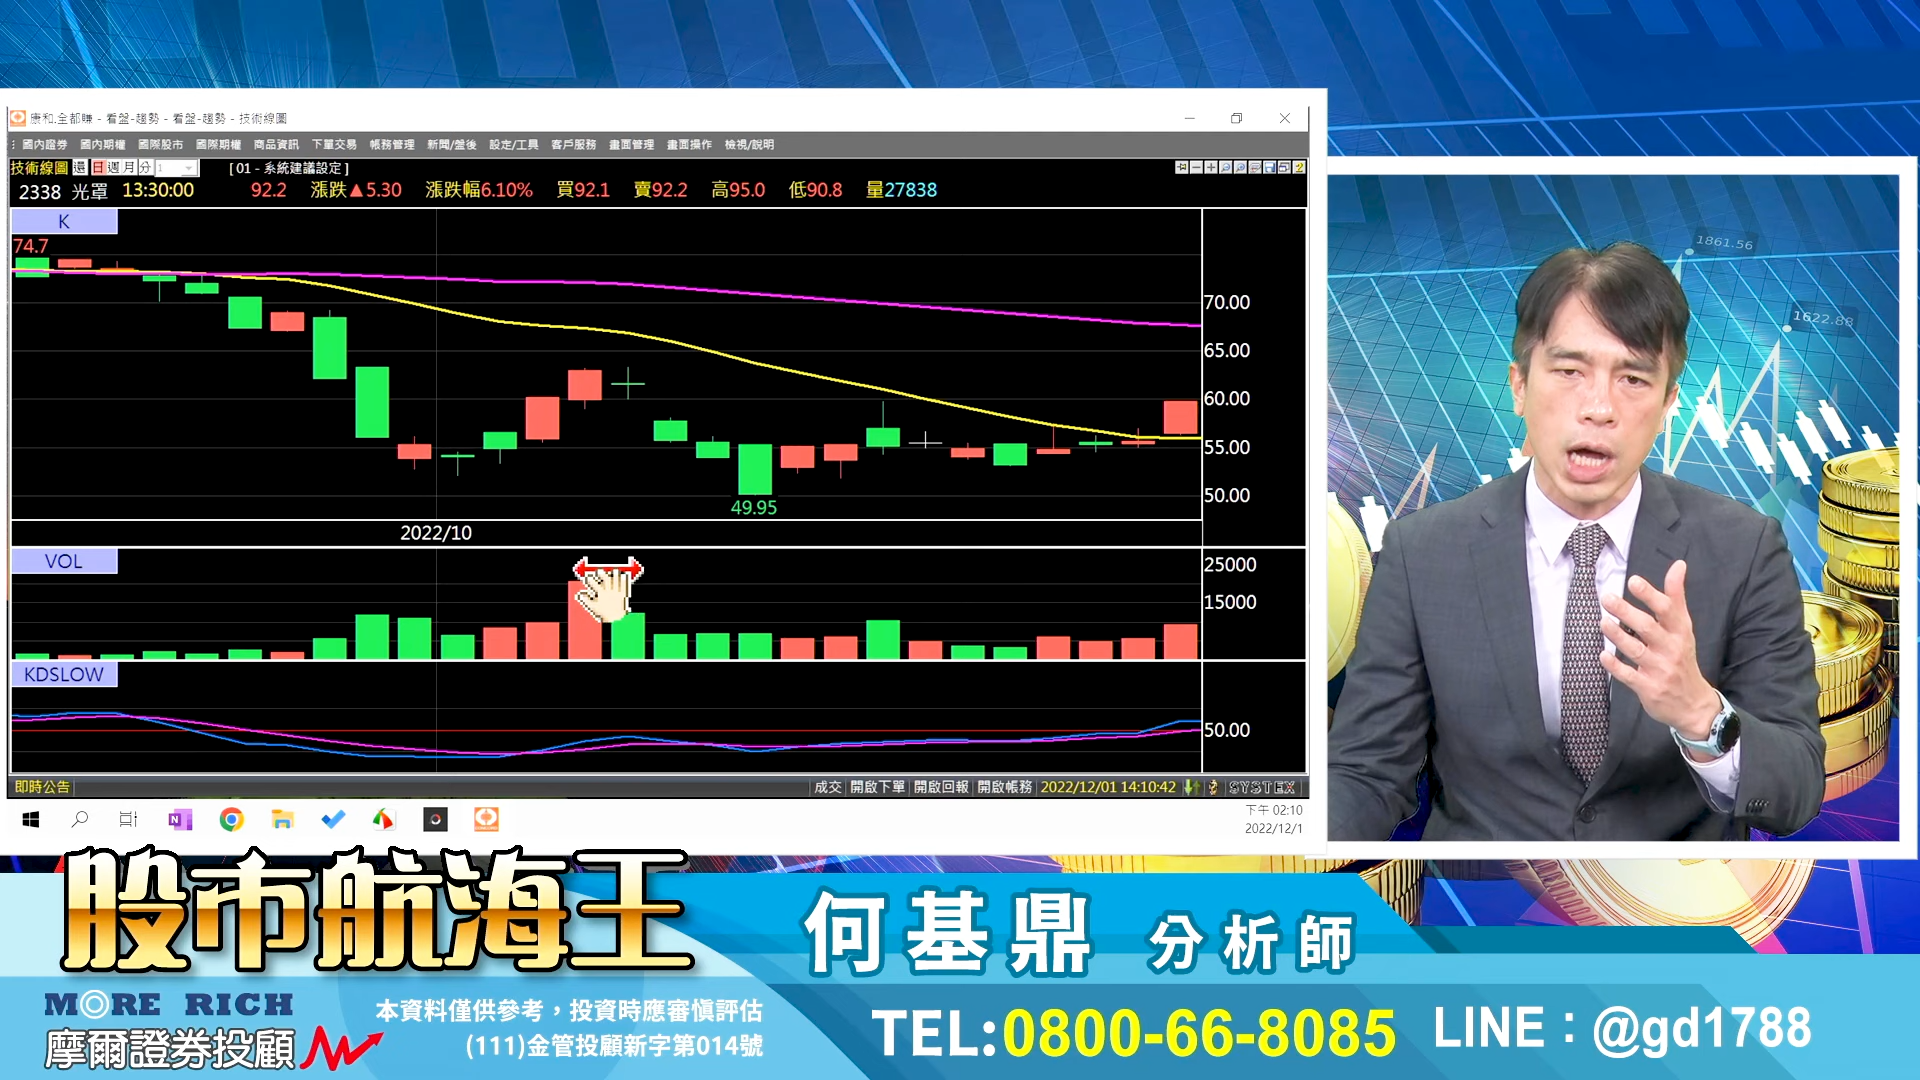 康和.全都賺 - 看盤-趨勢 - 看盤-趨勢 - 技術線圖
國內證券 國內期權 國際股市 國際期權 商品資訊 下單交易 帳務管理 新聞/盤後 設定/工具 客戶服務 畫面管理 畫面操作 檢視/說明
技術線圖 還 日 週 月 分 1 [ 01 - 系統建議設定 ]
2338 光罩 13:30:00 92.2 漲跌▲5.30 漲跌幅6.10% 買92.1 賣92.2 高95.0 低90.8 量27838
K
74.7
70.00
65.00
60.00
55.00
50.00
49.95
2022/10
VOL
25000
15000
KDSLOW
50.00
即時公告 成交 開啟下單 開啟回報 開啟帳務 2022/12/01 14:10:42 SYSTEX
下午 02:10
2022/12/1
1861.56
1622.88
股市航海王
何基鼎 分析師
MORE RICH
摩爾證券投顧
本資料僅供參考，投資時應審慎評估
(111)金管投顧新字第014號
TEL:0800-66-8085
LINE：@gd1788